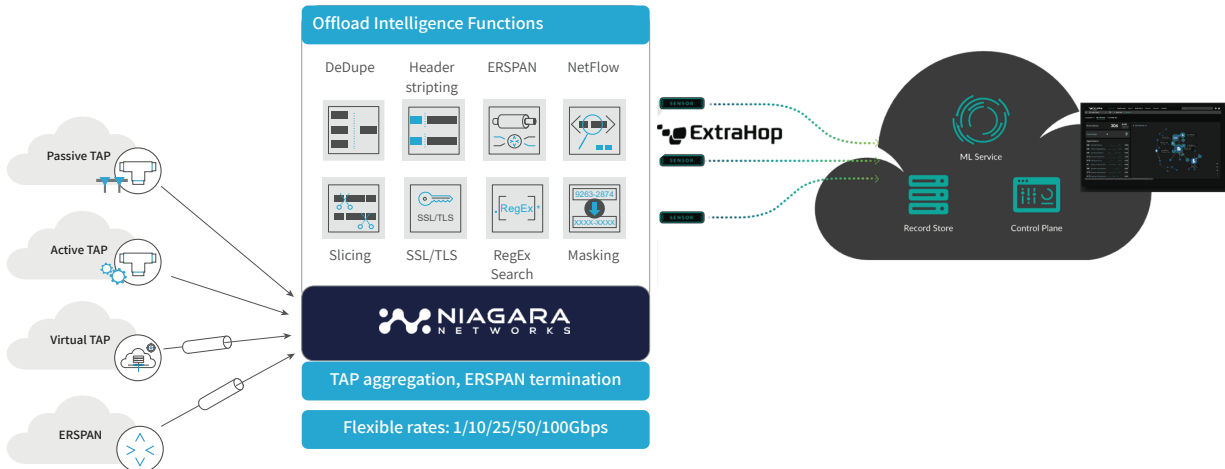 Offload Intelligence Functions
DeDupe
Header
stripping
ERSPAN
NetFlow
SSL/TLS
RegEx
9263-2874
XXXX-XXXX
Slicing
SSL/TLS
RegEx
Search
Masking
NIAGARA
NETWORKS
TAP aggregation, ERSPAN termination
Flexible rates: 1/10/25/50/100Gbps
Passive TAP
Active TAP
Virtual TAP
ERSPAN
SENSOR
ExtraHop
SENSOR
SENSOR
ML Service
Record Store
Control Plane